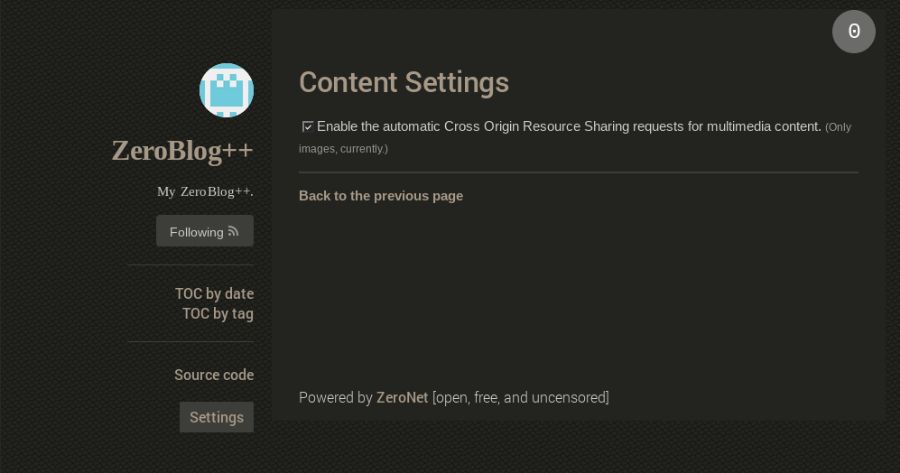 0
ZeroBlog++
My ZeroBlog++.
Following
TOC by date
TOC by tag
Source code
Settings
Content Settings
Enable the automatic Cross Origin Resource Sharing requests for multimedia content. (Only
images, currently.)
Back to the previous page
Powered by ZeroNet [open, free, and uncensored]